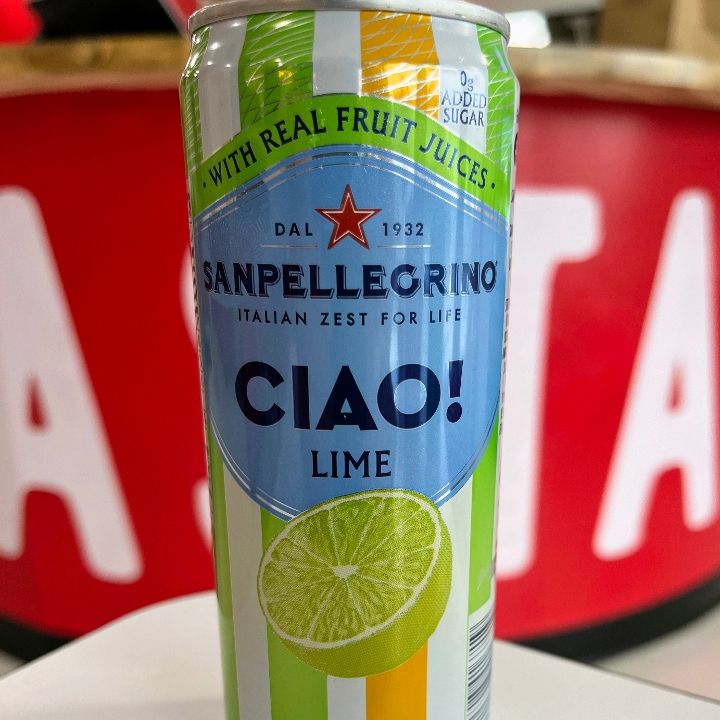 0g
ADDED
SUGAR
• WITH REAL FRUIT JUICES •
DAL 1932
SANPELLEGRINO
ITALIAN ZEST FOR LIFE
CIAO!
LIME